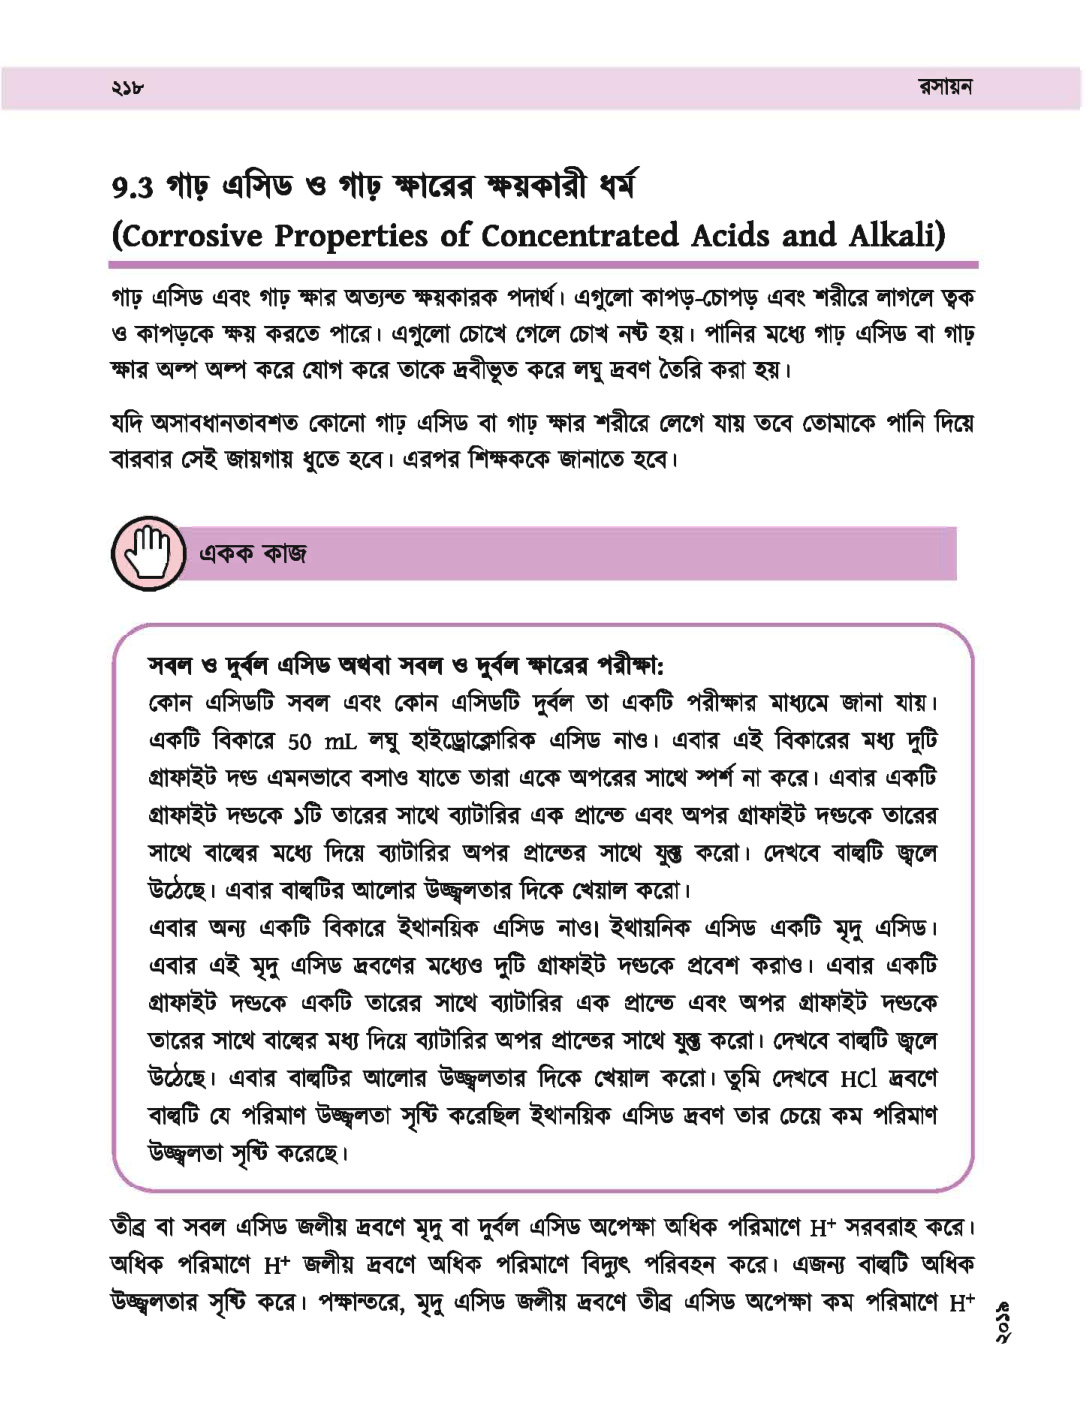 ২১৮
রসায়ন
9.3 গাঢ় এসিড ও গাঢ় ক্ষারের ক্ষয়কারী ধর্ম
(Corrosive Properties of Concentrated Acids and Alkali)
গাঢ় এসিড এবং গাঢ় ক্ষার অত্যন্ত ক্ষয়কারক পদার্থ। এগুলো কাপড়-চোপড় এবং শরীরে লাগলে ত্বক
ও কাপড়কে ক্ষয় করতে পারে। এগুলো চোখে গেলে চোখ নষ্ট হয়। পানির মধ্যে গাঢ় এসিড বা গাঢ়
ক্ষার অল্প অল্প করে যোগ করে তাকে দ্রবীভূত করে লঘু দ্রবণ তৈরি করা হয়।
যদি অসাবধানতাবশত কোনো গাঢ় এসিড বা গাঢ় ক্ষার শরীরে লেগে যায় তবে তোমাকে পানি দিয়ে
বারবার সেই জায়গায় ধুতে হবে। এরপর শিক্ষককে জানাতে হবে।
একক কাজ
সবল ও দুর্বল এসিড অথবা সবল ও দুর্বল ক্ষারের পরীক্ষা:
কোন এসিডটি সবল এবং কোন এসিডটি দুর্বল তা একটি পরীক্ষার মাধ্যমে জানা যায়।
একটি বিকারে 50 mL লঘু হাইড্রোক্লোরিক এসিড নাও। এবার এই বিকারের মধ্য দুটি
গ্রাফাইট দণ্ড এমনভাবে বসাও যাতে তারা একে অপরের সাথে স্পর্শ না করে। এবার একটি
গ্রাফাইট দণ্ডকে ১টি তারের সাথে ব্যাটারির এক প্রান্তে এবং অপর গ্রাফাইট দণ্ডকে তারের
সাথে বাল্বের মধ্যে দিয়ে ব্যাটারির অপর প্রান্তের সাথে যুক্ত করো। দেখবে বাল্বটি জ্বলে
উঠেছে। এবার বাল্বটির আলোর উজ্জ্বলতার দিকে খেয়াল করো।
এবার অন্য একটি বিকারে ইথানয়িক এসিড নাও। ইথায়নিক এসিড একটি মৃদু এসিড।
এবার এই মৃদু এসিড দ্রবণের মধ্যেও দুটি গ্রাফাইট দণ্ডকে প্রবেশ করাও। এবার একটি
গ্রাফাইট দণ্ডকে একটি তারের সাথে ব্যাটারির এক প্রান্তে এবং অপর গ্রাফাইট দণ্ডকে
তারের সাথে বাল্বের মধ্য দিয়ে ব্যাটারির অপর প্রান্তের সাথে যুক্ত করো। দেখবে বাল্বটি জ্বলে
উঠেছে। এবার বাল্বটির আলোর উজ্জ্বলতার দিকে খেয়াল করো। তুমি দেখবে HCl দ্রবণে
বাল্বটি যে পরিমাণ উজ্জ্বলতা সৃষ্টি করেছিল ইথানয়িক এসিড দ্রবণ তার চেয়ে কম পরিমাণ
উজ্জ্বলতা সৃষ্টি করেছে।
তীব্র বা সবল এসিড জলীয় দ্রবণে মৃদু বা দুর্বল এসিড অপেক্ষা অধিক পরিমাণে H⁺ সরবরাহ করে।
অধিক পরিমাণে H⁺ জলীয় দ্রবণে অধিক পরিমাণে বিদ্যুৎ পরিবহন করে। এজন্য বাল্বটি অধিক
উজ্জ্বলতার সৃষ্টি করে। পক্ষান্তরে, মৃদু এসিড জলীয় দ্রবণে তীব্র এসিড অপেক্ষা কম পরিমাণে H⁺
২০১৯